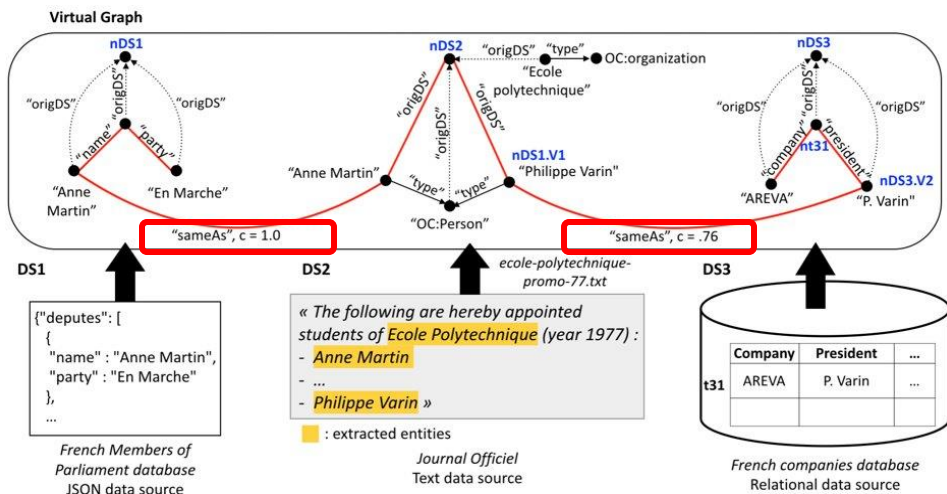 Virtual Graph
nDS1
"origDS"
"origDS"
"origDS"
"name"
"party"
"Anne
Martin"
"En Marche"
nDS2
"origDS"
"type"
OC:organization
"Ecole
polytechnique"
"origDS"
"origDS"
"origDS"
nDS1.V1
"Anne Martin"
"Philippe Varin"
"type"
"type"
"OC:Person"
nDS3
"origDS"
"origDS"
"origDS"
"company"
"president"
nt31
nDS3.V2
"AREVA"
"P. Varin"
"sameAs", c = 1.0
"sameAs", c = .76
DS1
DS2
ecole-polytechnique-
promo-77.txt
DS3
{"deputes": [
{
"name" : "Anne Martin",
"party" : "En Marche"
},
...
French Members of
Parliament database
JSON data source
« The following are hereby appointed
students of Ecole Polytechnique (year 1977) :
- Anne Martin
- ...
- Philippe Varin »
: extracted entities
Journal Officiel
Text data source
t31
Company President ...
AREVA P. Varin ...
French companies database
Relational data source